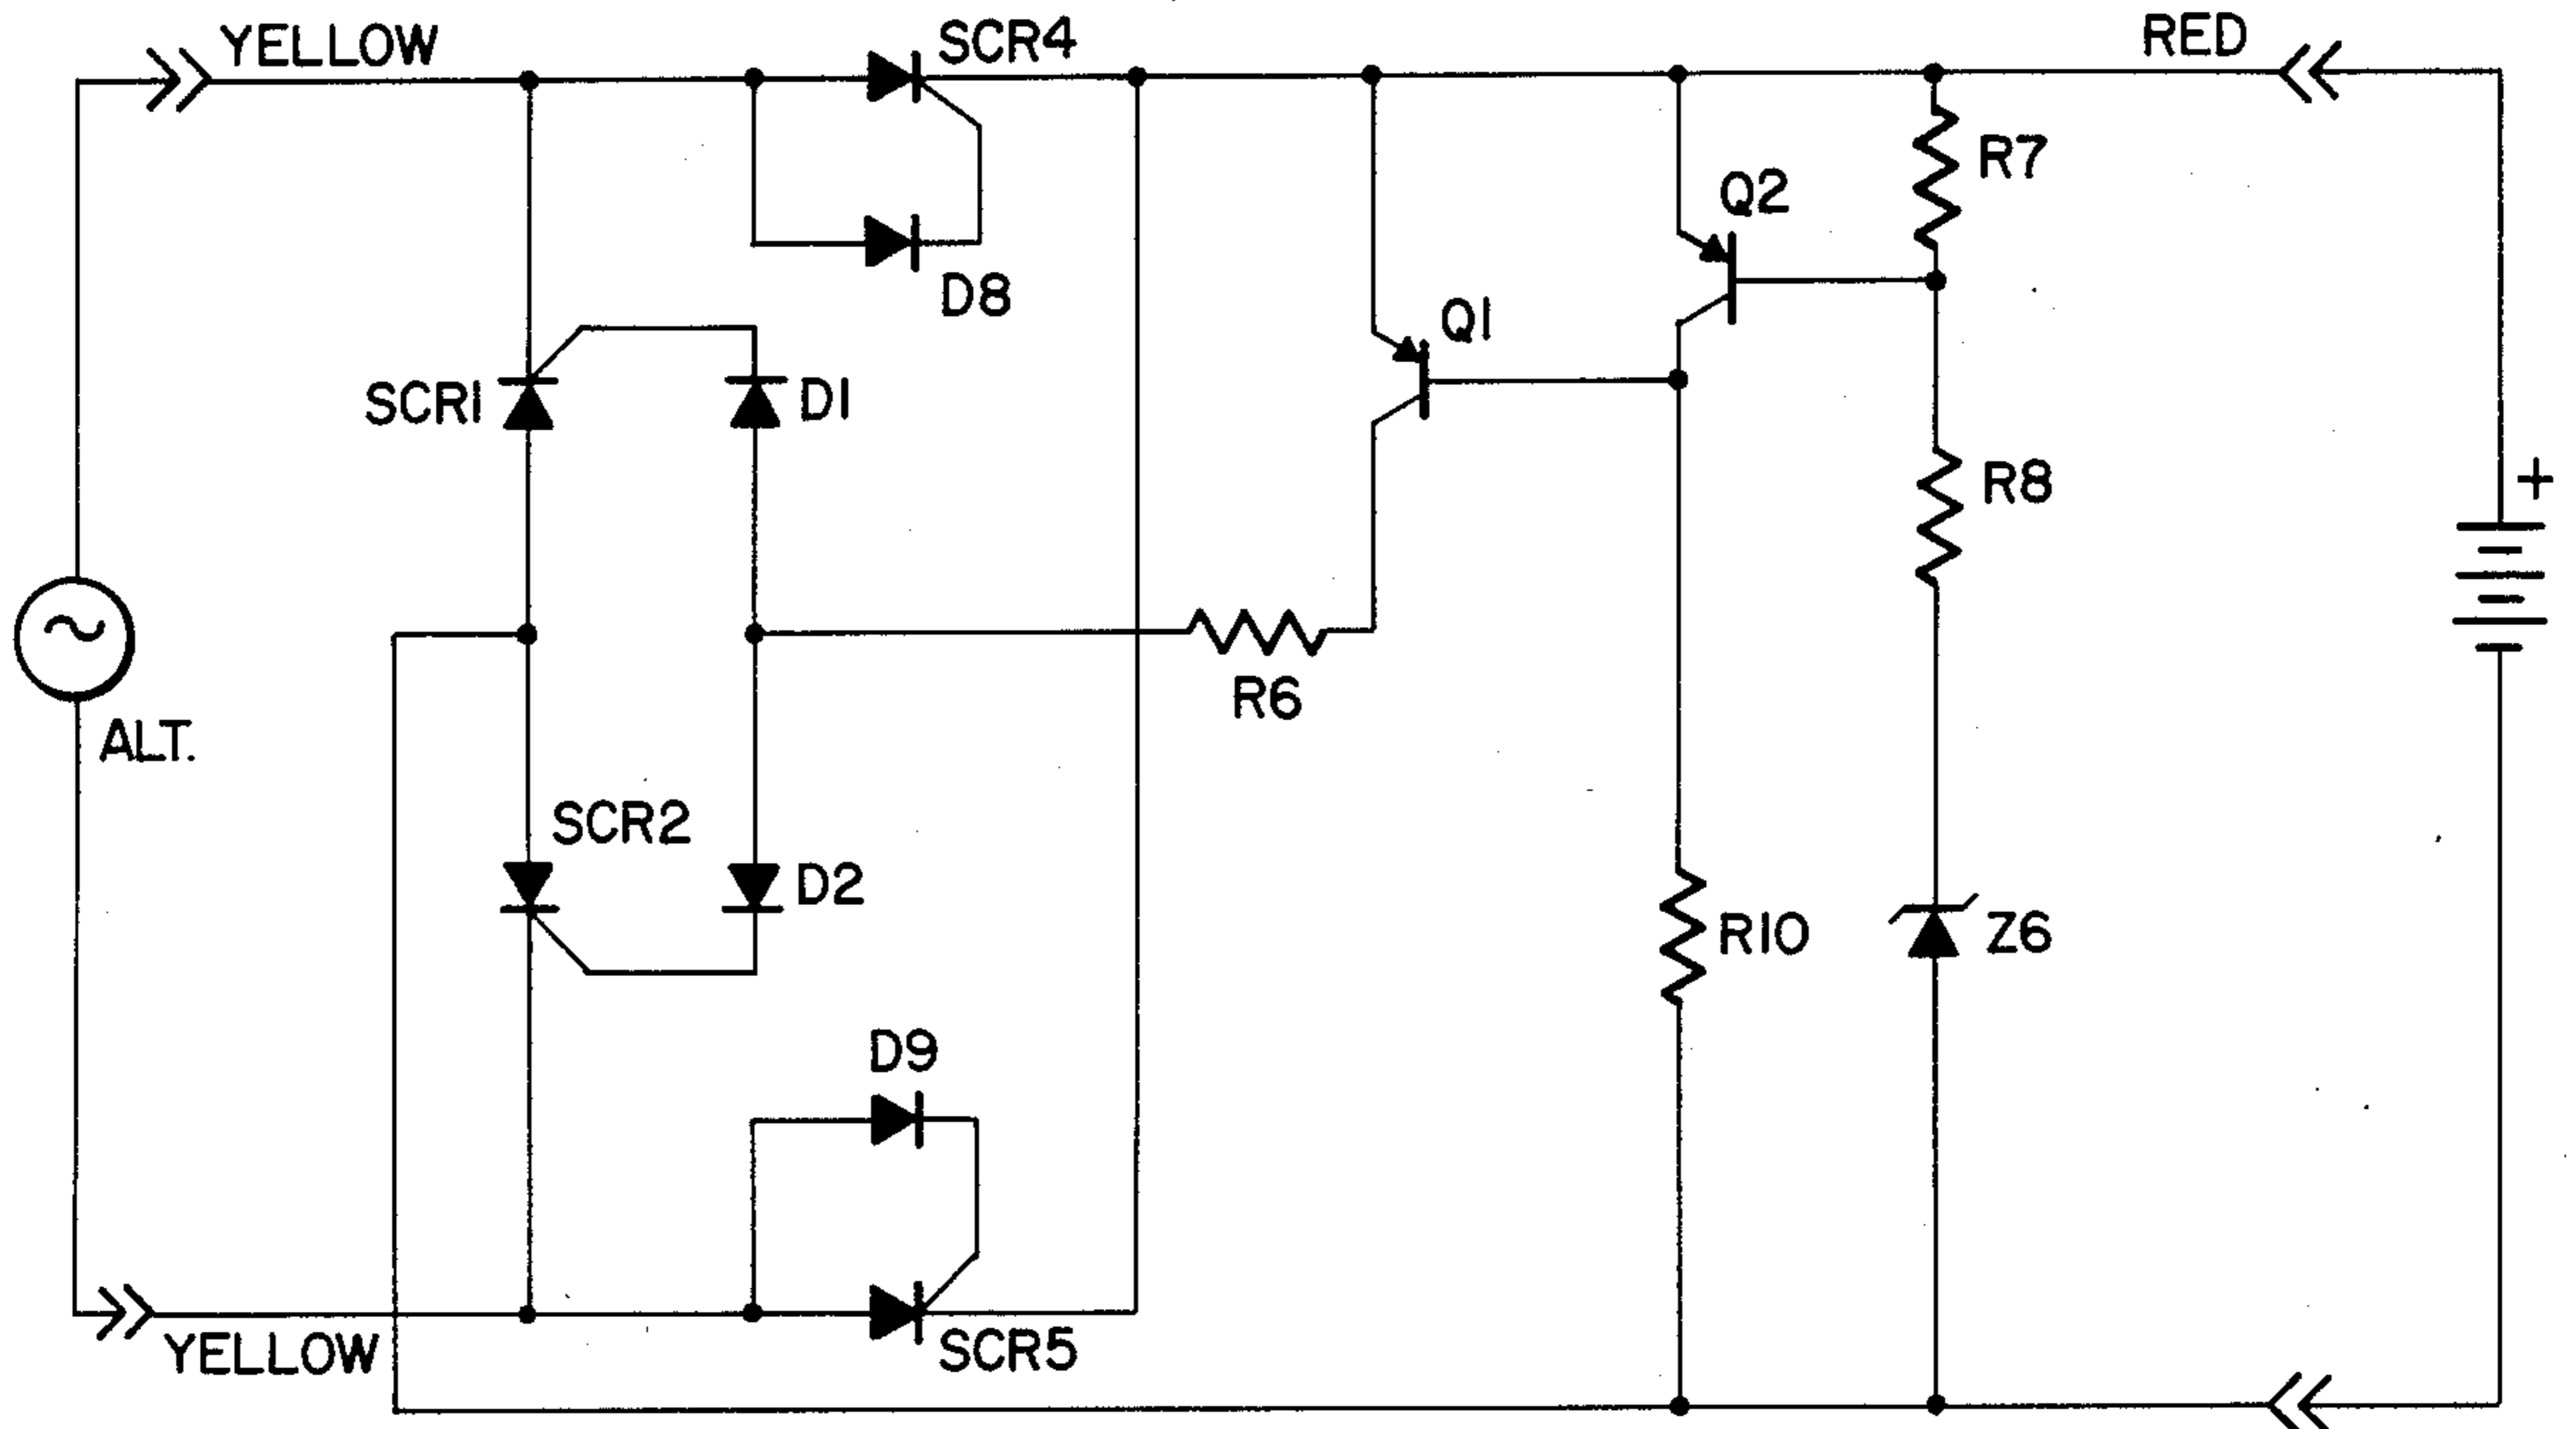 YELLOW
SCR4
RED
R7
Q2
D8
Q1
SCR1
D1
R8
+
R6
ALT.
SCR2
D2
R10
Z6
D9
YELLOW
SCR5